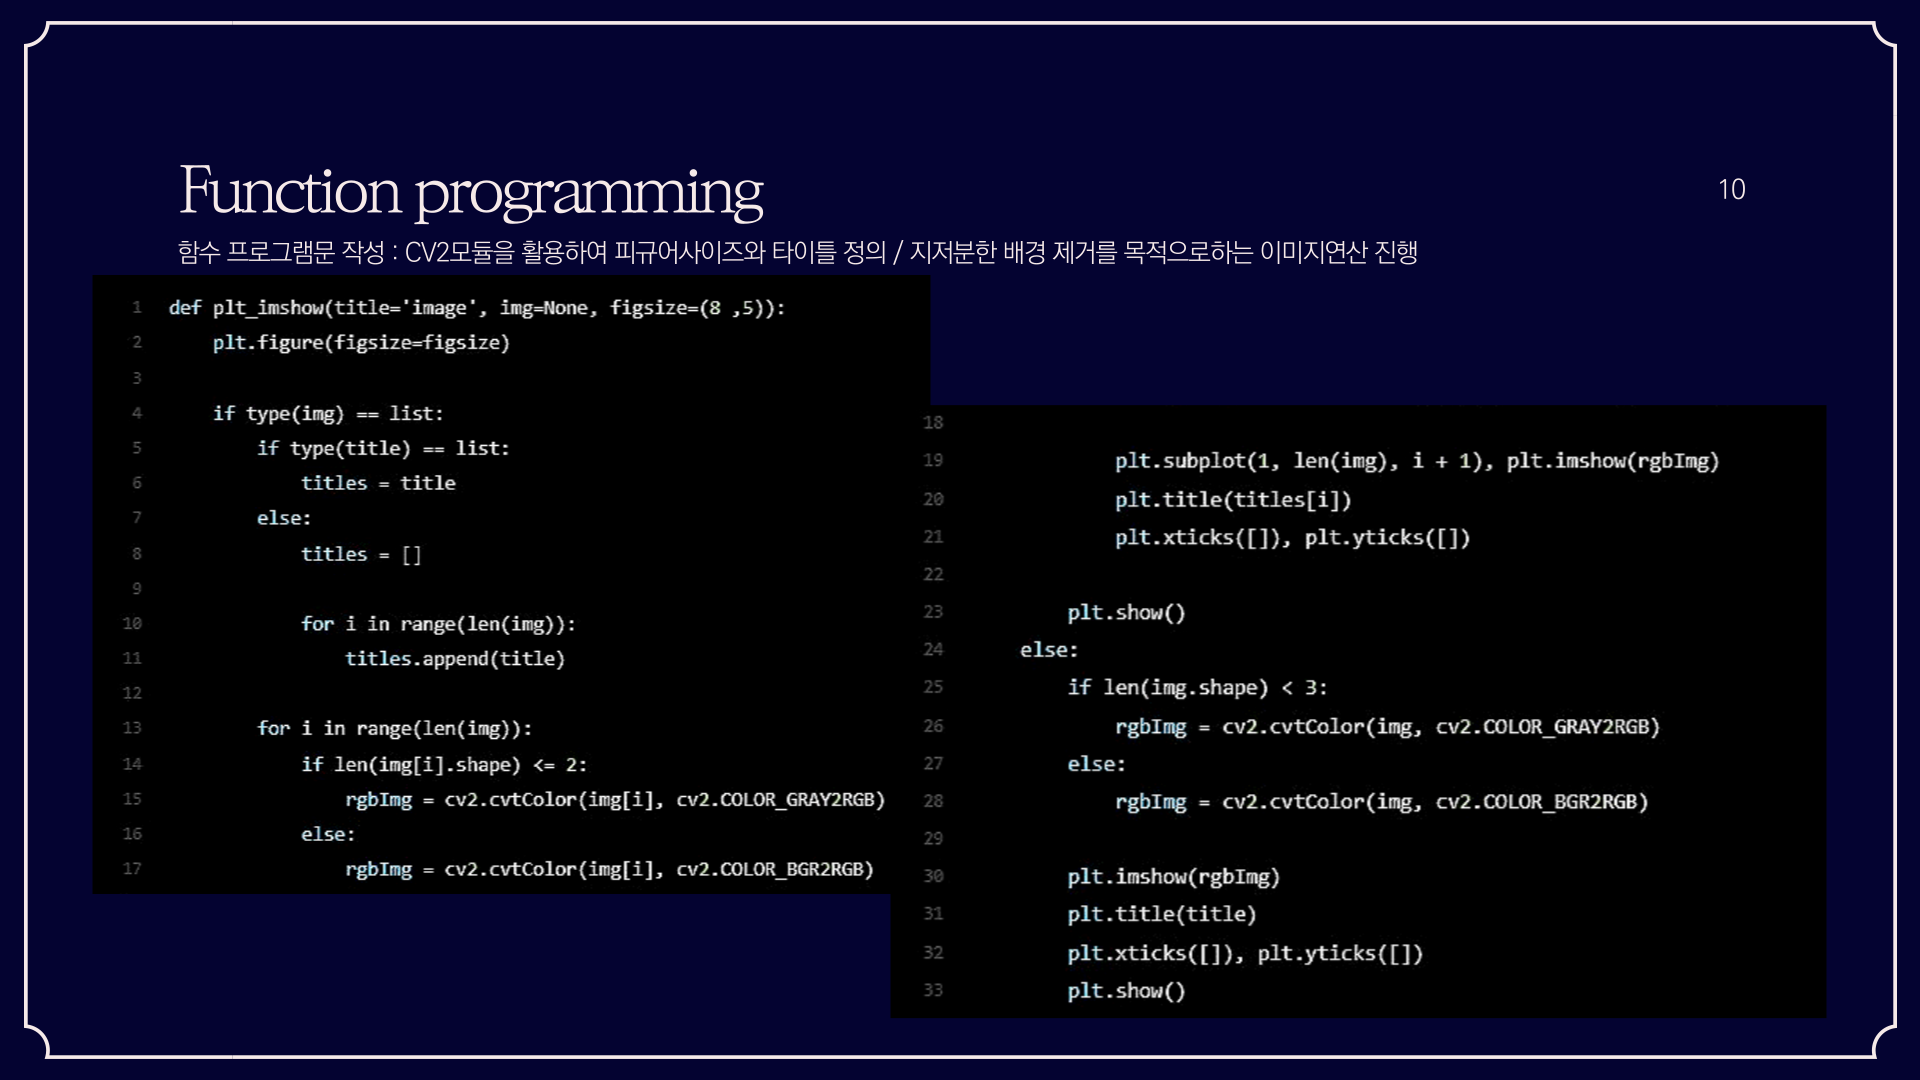 Function programming
10
함수 프로그램문 작성 : CV2모듈을 활용하여 피규어사이즈와 타이틀 정의 / 지저분한 배경 제거를 목적으로하는 이미지연산 진행
1 def plt_imshow(title='image', img=None, figsize=(8 ,5)):
2     plt.figure(figsize=figsize)
3
4     if type(img) == list:
5         if type(title) == list:
6             titles = title
7         else:
8             titles = []
9
10             for i in range(len(img)):
11                 titles.append(title)
12
13         for i in range(len(img)):
14             if len(img[i].shape) <= 2:
15                 rgbImg = cv2.cvtColor(img[i], cv2.COLOR_GRAY2RGB)
16             else:
17                 rgbImg = cv2.cvtColor(img[i], cv2.COLOR_BGR2RGB)
18
19             plt.subplot(1, len(img), i + 1), plt.imshow(rgbImg)
20             plt.title(titles[i])
21             plt.xticks([]), plt.yticks([])
22
23         plt.show()
24     else:
25         if len(img.shape) < 3:
26             rgbImg = cv2.cvtColor(img, cv2.COLOR_GRAY2RGB)
27         else:
28             rgbImg = cv2.cvtColor(img, cv2.COLOR_BGR2RGB)
29
30         plt.imshow(rgbImg)
31         plt.title(title)
32         plt.xticks([]), plt.yticks([])
33         plt.show()